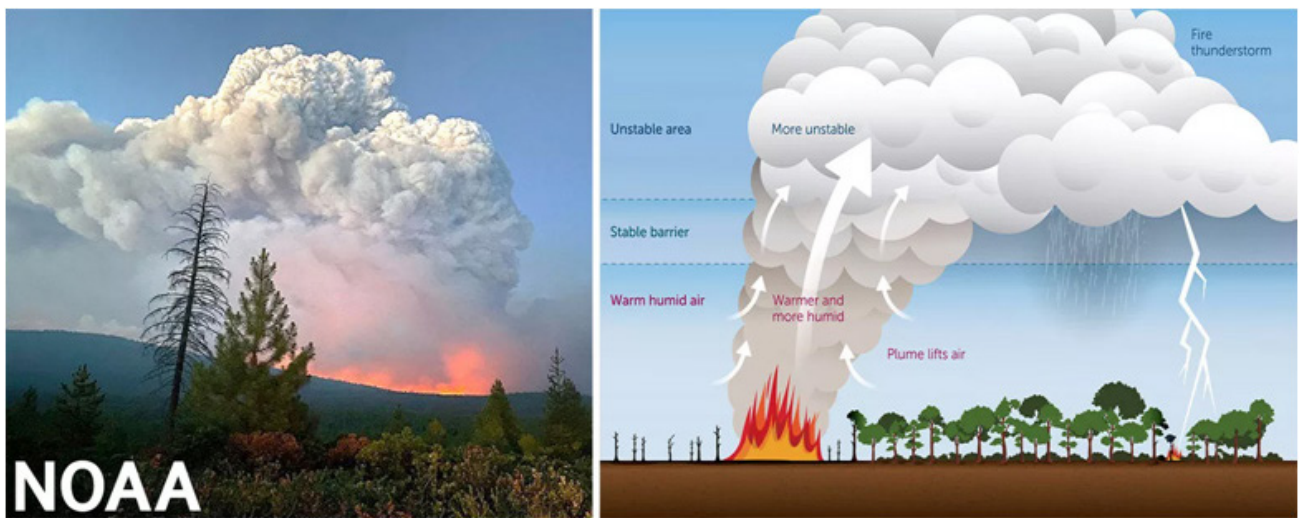 NOAA
Fire
thunderstorm
Unstable area
More unstable
Stable barrier
Warm humid air
Warmer and
more humid
Plume lifts air